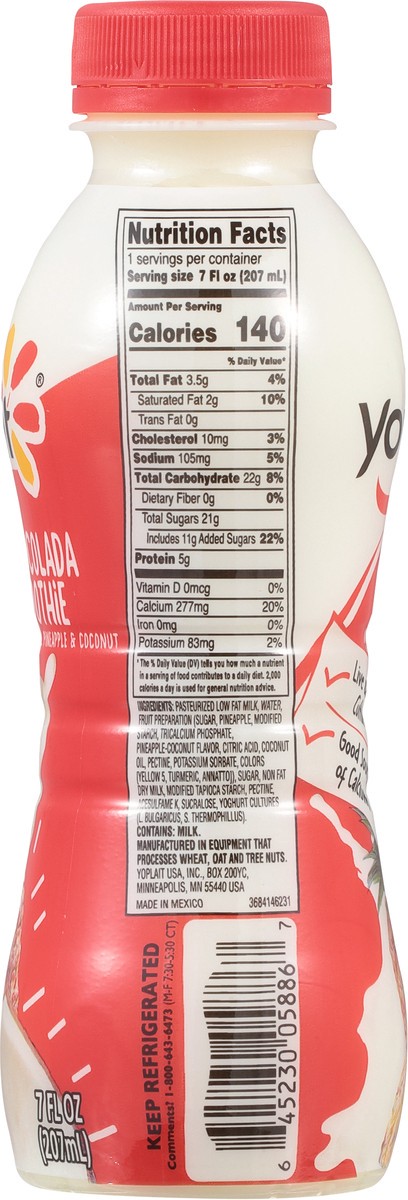 Nutrition Facts
1 servings per container
Serving size 7 Fl oz (207 mL)
Amount Per Serving
Calories 140
% Daily Value*
Total Fat 3.5g 4%
Saturated Fat 2g 10%
Trans Fat 0g
Cholesterol 10mg 3%
Sodium 105mg 5%
Total Carbohydrate 22g 8%
Dietary Fiber 0g 0%
Total Sugars 21g
Includes 11g Added Sugars 22%
Protein 5g
Vitamin D 0mcg 0%
Calcium 277mg 20%
Iron 0mg 0%
Potassium 83mg 2%
*The % Daily Value (DV) tells you how much a nutrient
in a serving of food contributes to a daily diet. 2,000
calories a day is used for general nutrition advice.
INGREDIENTS: PASTEURIZED LOW FAT MILK, WATER,
FRUIT PREPARATION (SUGAR, PINEAPPLE, MODIFIED
STARCH, TRICALCIUM PHOSPHATE,
PINEAPPLE-COCONUT FLAVOR, CITRIC ACID, COCONUT
OIL, PECTINE, POTASSIUM SORBATE, COLORS
(YELLOW 5, TURMERIC, ANNATTO)), SUGAR, NON FAT
DRY MILK, MODIFIED TAPIOCA STARCH, PECTINE,
ACESULFAME K, SUCRALOSE, YOGHURT CULTURES
(L. BULGARICUS, S. THERMOPHILLUS).
CONTAINS: MILK.
MANUFACTURED IN EQUIPMENT THAT
PROCESSES WHEAT, OAT AND TREE NUTS.
YOPLAIT USA, INC., BOX 200YC,
MINNEAPOLIS, MN 55440 USA
MADE IN MEXICO 3684146231
KEEP REFRIGERATED
Comments? 1-800-643-6473 (M-F 7:30-5:30 CT)
6 45230 05886 7
®
t
COLADA
OTHiE
PINEAPPLE & COCONUT
7 FL OZ
(207mL)
yo
Live
Good
of